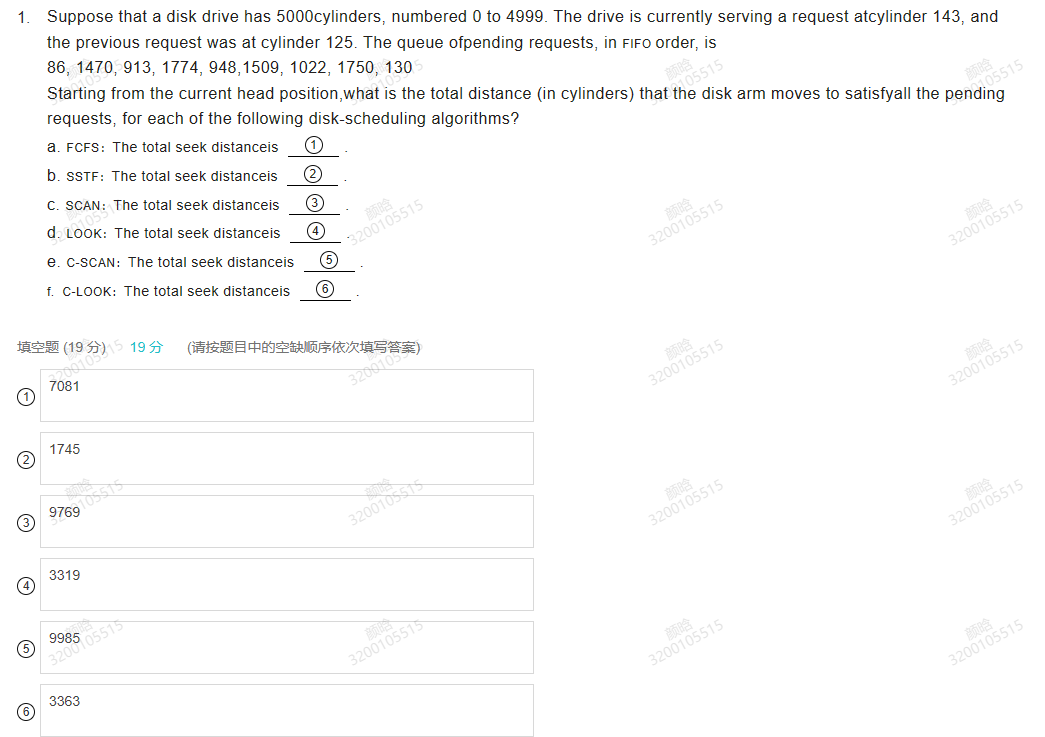 1. Suppose that a disk drive has 5000cylinders, numbered 0 to 4999. The drive is currently serving a request atcylinder 143, and
the previous request was at cylinder 125. The queue ofpending requests, in FIFO order, is
86, 1470, 913, 1774, 948,1509, 1022, 1750, 130
Starting from the current head position,what is the total distance (in cylinders) that the disk arm moves to satisfyall the pending
requests, for each of the following disk-scheduling algorithms?
a. FCFS: The total seek distanceis ① .
b. SSTF: The total seek distanceis ② .
c. SCAN: The total seek distanceis ③ .
d. LOOK: The total seek distanceis ④ .
e. C-SCAN: The total seek distanceis ⑤ .
f. C-LOOK: The total seek distanceis ⑥ .
填空题 (19 分) 19 分 (请按题目中的空缺顺序依次填写答案)
① 7081
② 1745
③ 9769
④ 3319
⑤ 9985
⑥ 3363
颜晗
3200105515